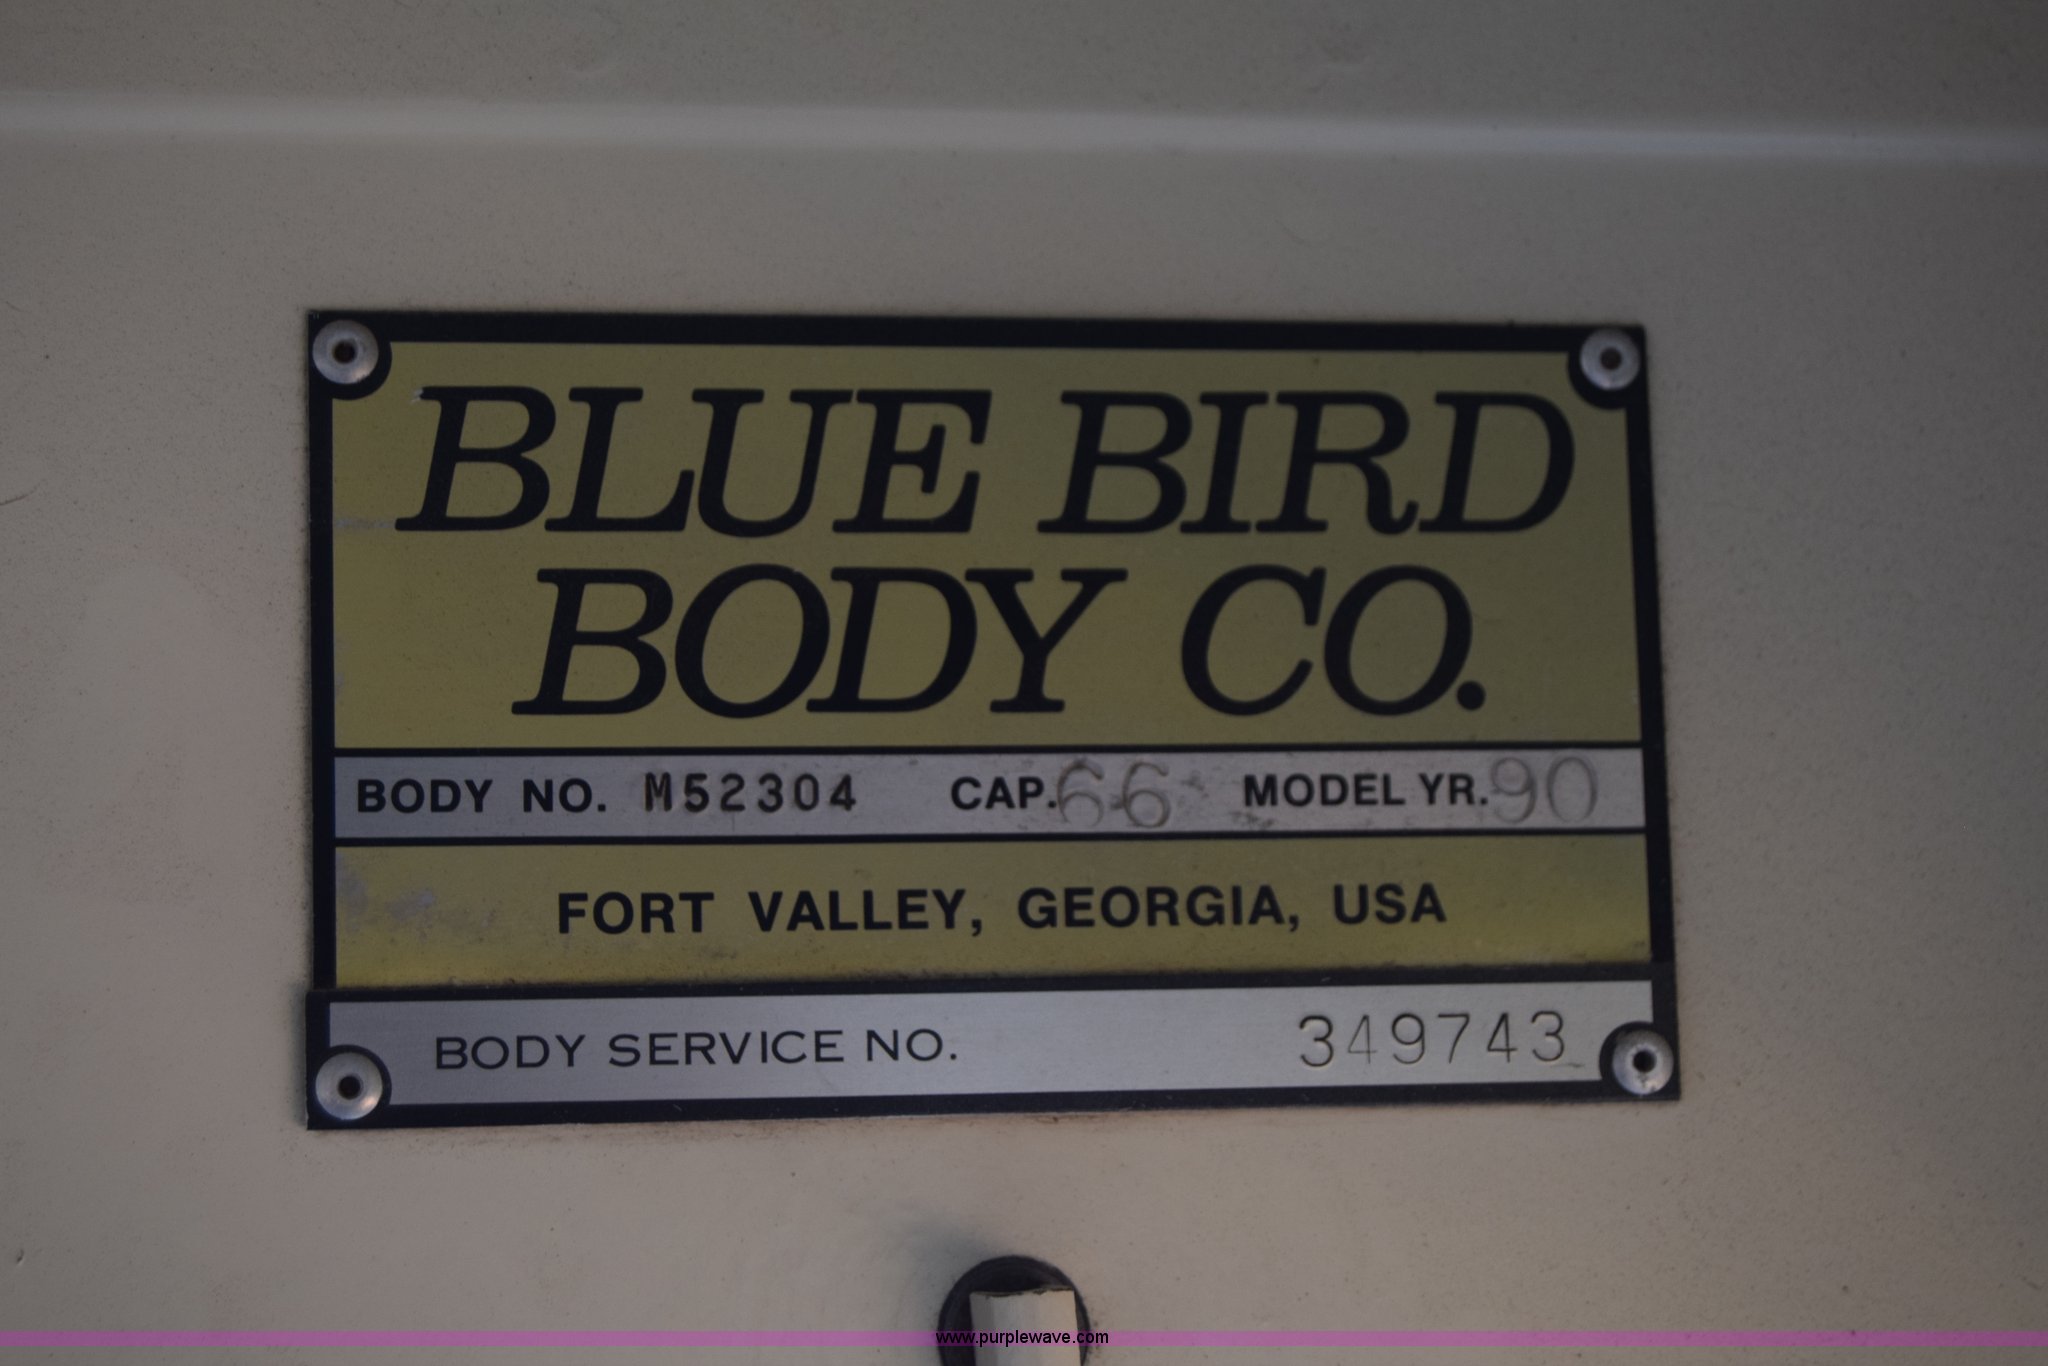 BLUE BIRD
BODY CO.
BODY NO. M52304 CAP. 66 MODEL YR. 90
FORT VALLEY, GEORGIA, USA
BODY SERVICE NO. 349743
www.purplewave.com